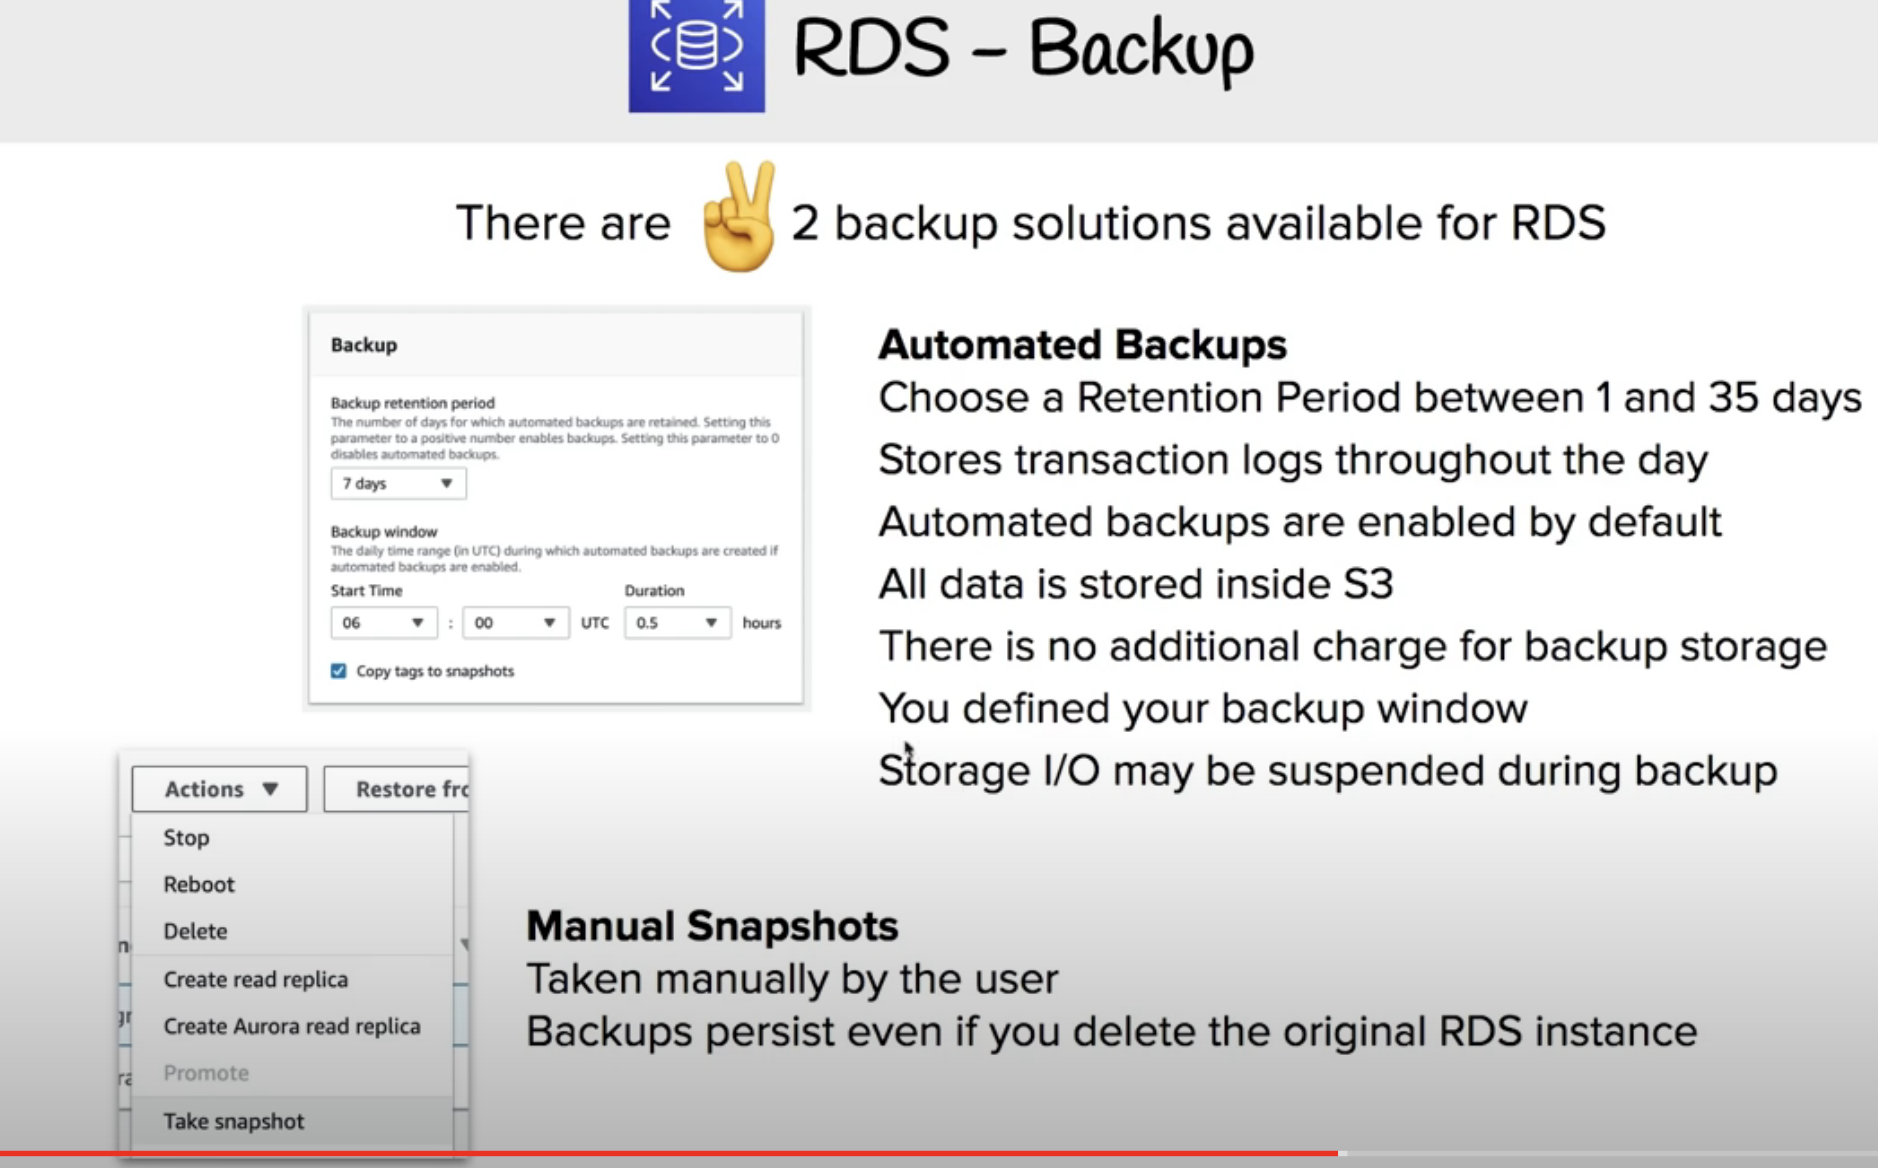 RDS - Backup
There are ✌ 2 backup solutions available for RDS
Backup
Backup retention period
The number of days for which automated backups are retained. Setting this
parameter to a positive number enables backups. Setting this parameter to 0
disables automated backups.
7 days
Backup window
The daily time range (in UTC) during which automated backups are created if
automated backups are enabled.
Start Time Duration
06 : 00 UTC 0.5 hours
Copy tags to snapshots
Automated Backups
Choose a Retention Period between 1 and 35 days
Stores transaction logs throughout the day
Automated backups are enabled by default
All data is stored inside S3
There is no additional charge for backup storage
You defined your backup window
Storage I/O may be suspended during backup
Actions Restore fro
Stop
Reboot
Delete
Create read replica
Create Aurora read replica
Promote
Take snapshot
Manual Snapshots
Taken manually by the user
Backups persist even if you delete the original RDS instance